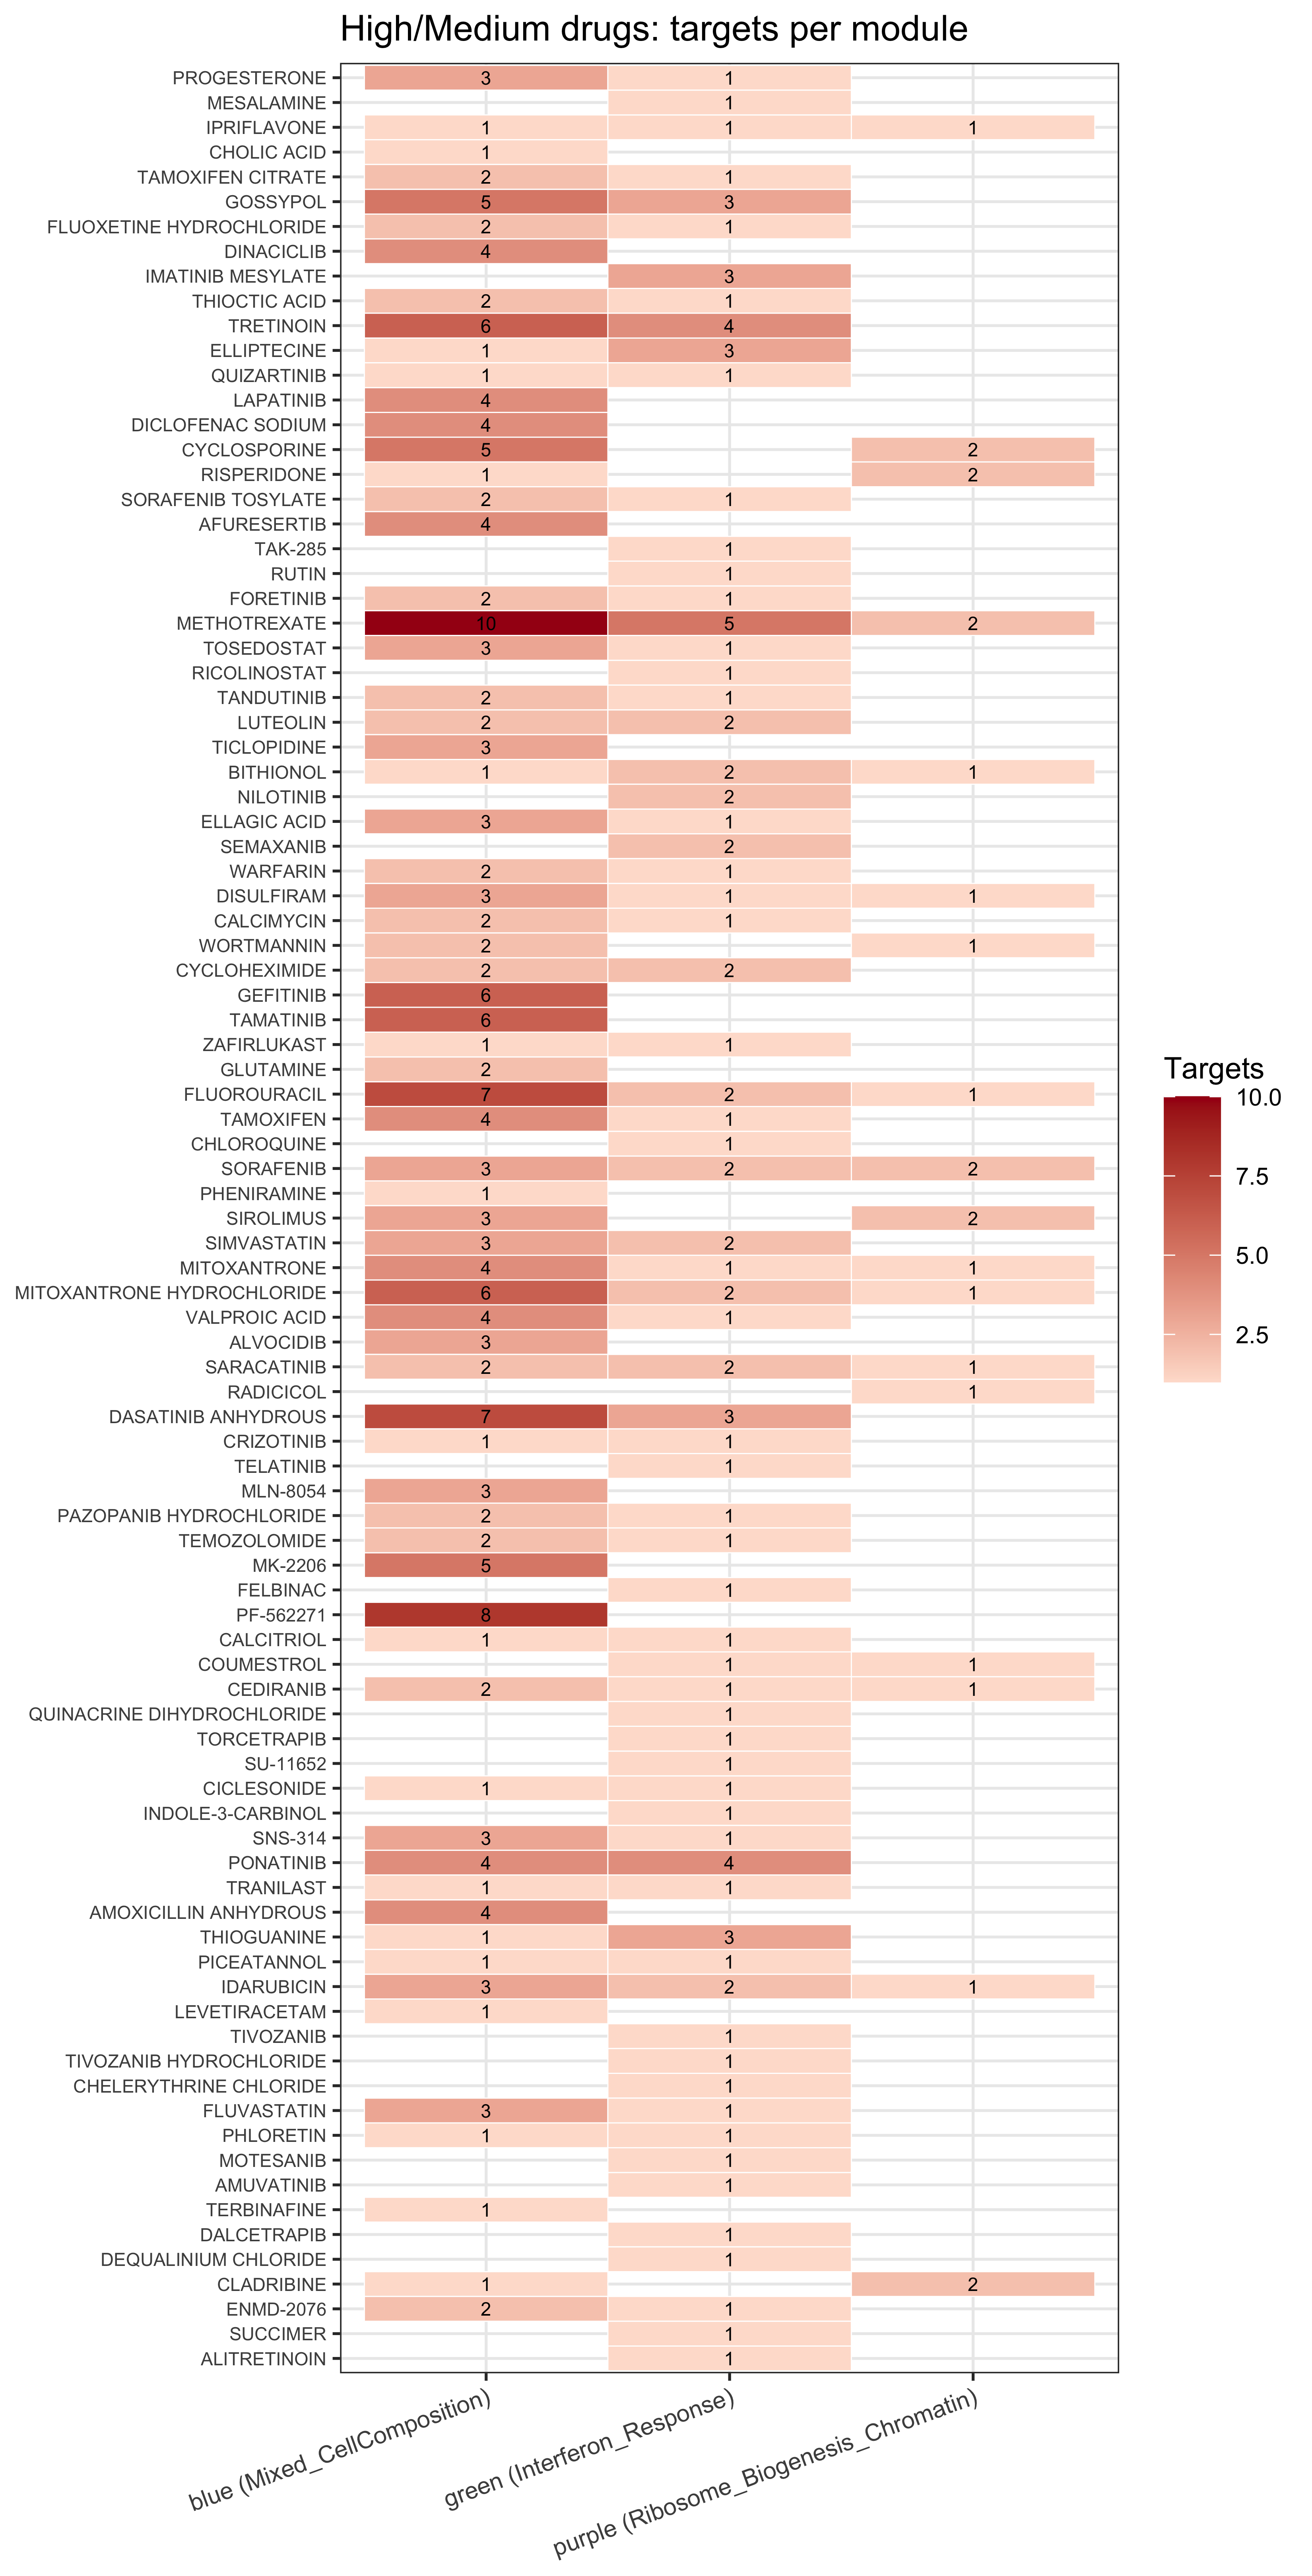 High/Medium drugs: targets per module
PROGESTERONE 3 1
MESALAMINE 1
IPRIFLAVONE 1 1 1
CHOLIC ACID 1
TAMOXIFEN CITRATE 2 1
GOSSYPOL 5 3
FLUOXETINE HYDROCHLORIDE 2 1
DINACICLIB 4
IMATINIB MESYLATE 3
THIOCTIC ACID 2 1
TRETINOIN 6 4
ELLIPTECINE 1 3
QUIZARTINIB 1 1
LAPATINIB 4
DICLOFENAC SODIUM 4
CYCLOSPORINE 5 2
RISPERIDONE 1 2
SORAFENIB TOSYLATE 2 1
AFURESERTIB 4
TAK-285 1
RUTIN 1
FORETINIB 2 1
METHOTREXATE 10 5 2
TOSEDOSTAT 3 1
RICOLINOSTAT 1
TANDUTINIB 2 1
LUTEOLIN 2 2
TICLOPIDINE 3
BITHIONOL 1 2 1
NILOTINIB 2
ELLAGIC ACID 3 1
SEMAXANIB 2
WARFARIN 2 1
DISULFIRAM 3 1 1
CALCIMYCIN 2 1
WORTMANNIN 2 1
CYCLOHEXIMIDE 2 2
GEFITINIB 6
TAMATINIB 6
ZAFIRLUKAST 1 1
GLUTAMINE 2
FLUOROURACIL 7 2 1
TAMOXIFEN 4 1
CHLOROQUINE 1
SORAFENIB 3 2 2
PHENIRAMINE 1
SIROLIMUS 3 2
SIMVASTATIN 3 2
MITOXANTRONE 4 1 1
MITOXANTRONE HYDROCHLORIDE 6 2 1
VALPROIC ACID 4 1
ALVOCIDIB 3
SARACATINIB 2 2 1
RADICICOL 1
DASATINIB ANHYDROUS 7 3
CRIZOTINIB 1 1
TELATINIB 1
MLN-8054 3
PAZOPANIB HYDROCHLORIDE 2 1
TEMOZOLOMIDE 2 1
MK-2206 5
FELBINAC 1
PF-562271 8
CALCITRIOL 1 1
COUMESTROL 1 1
CEDIRANIB 2 1 1
QUINACRINE DIHYDROCHLORIDE 1
TORCETRAPIB 1
SU-11652 1
CICLESONIDE 1 1
INDOLE-3-CARBINOL 1
SNS-314 3 1
PONATINIB 4 4
TRANILAST 1 1
AMOXICILLIN ANHYDROUS 4
THIOGUANINE 1 3
PICEATANNOL 1 1
IDARUBICIN 3 2 1
LEVETIRACETAM 1
TIVOZANIB 1
TIVOZANIB HYDROCHLORIDE 1
CHELERYTHRINE CHLORIDE 1
FLUVASTATIN 3 1
PHLORETIN 1 1
MOTESANIB 1
AMUVATINIB 1
TERBINAFINE 1
DALCETRAPIB 1
DEQUALINIUM CHLORIDE 1
CLADRIBINE 1 2
ENMD-2076 2 1
SUCCIMER 1
ALITRETINOIN 1
blue (Mixed_CellComposition)
green (Interferon_Response)
purple (Ribosome_Biogenesis_Chromatin)
Targets
10.0
7.5
5.0
2.5